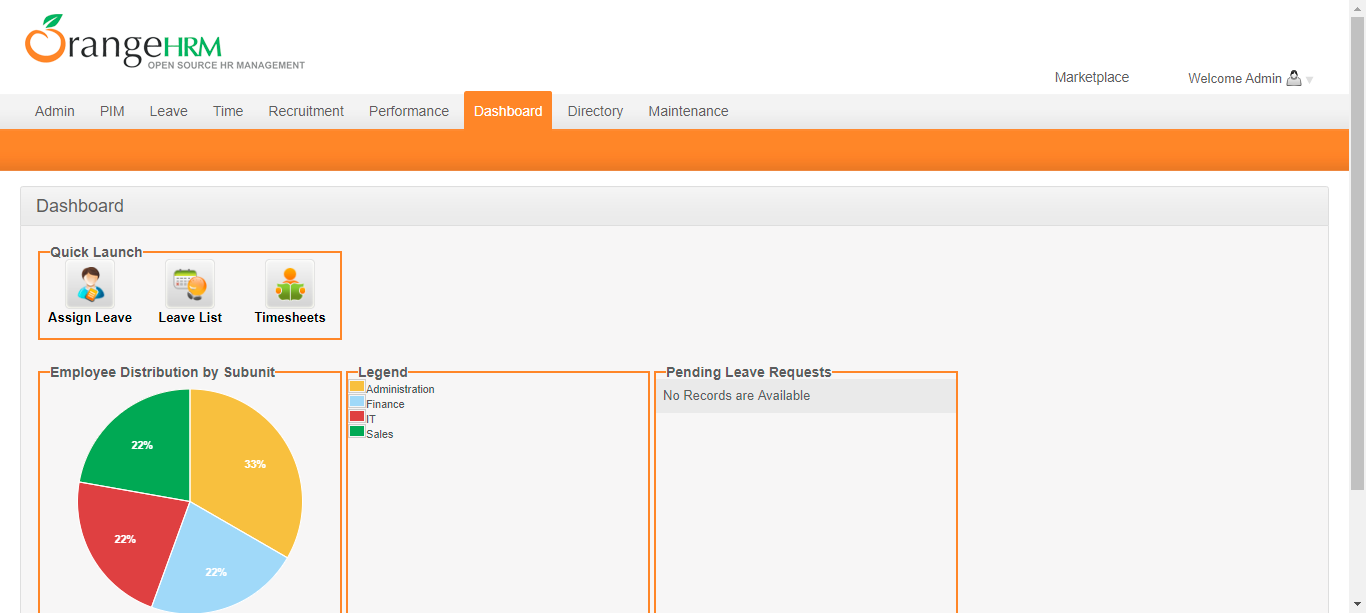 OrangeHRM
OPEN SOURCE HR MANAGEMENT
Marketplace Welcome Admin
Admin PIM Leave Time Recruitment Performance Dashboard Directory Maintenance
Dashboard
Quick Launch
Assign Leave Leave List Timesheets
Employee Distribution by Subunit
22%
33%
22%
22%
Legend
Administration
Finance
IT
Sales
Pending Leave Requests
No Records are Available